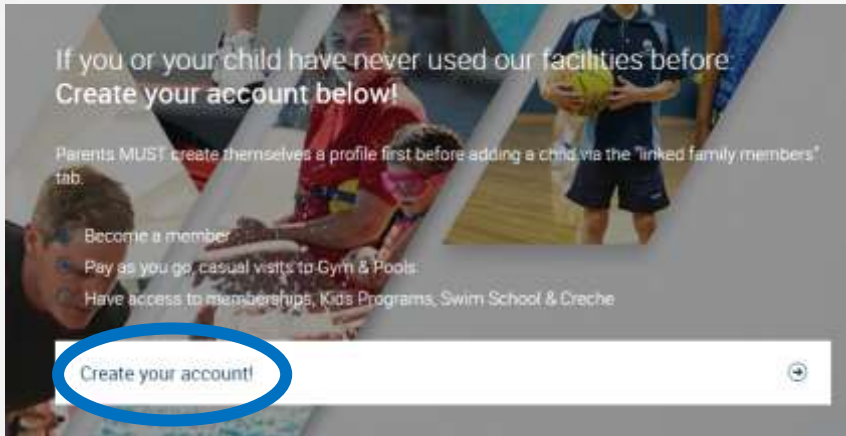 If you or your child have never used our facilities before
Create your account below!
Parents MUST create themselves a profile first before adding a child via the "linked family members"
tab.
Become a member
Pay as you go, casual visits to Gym & Pools
Have access to memberships, Kids Programs, Swim School & Creche
Create your account!